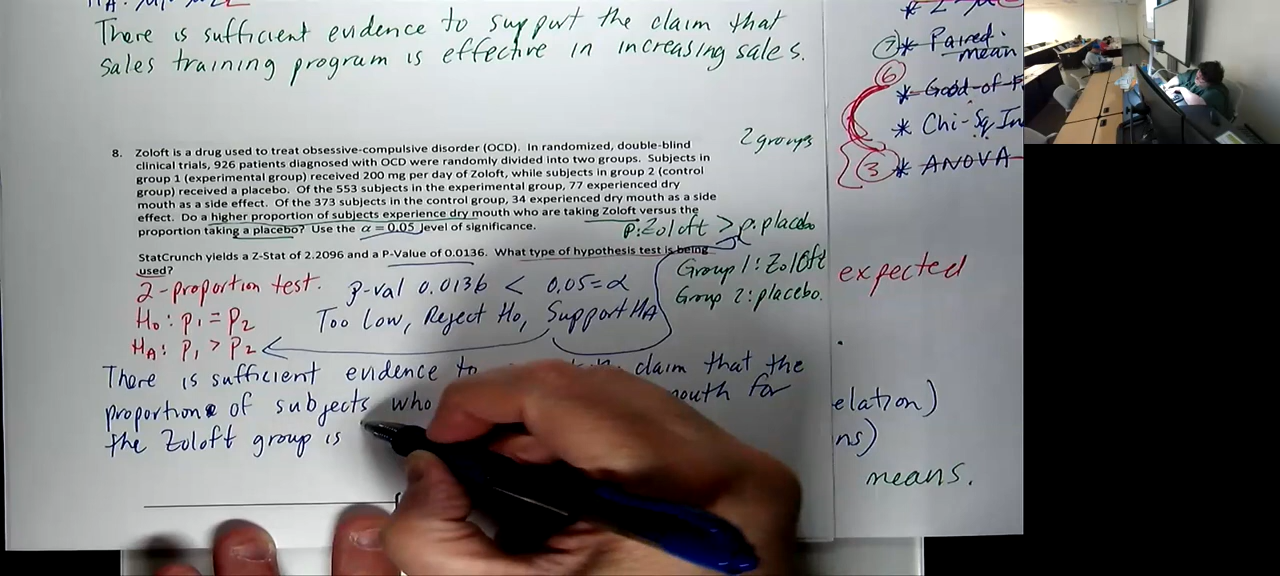 There is sufficient evidence to support the claim that
sales training program is effective in increasing sales.
2 groups
8. Zoloft is a drug used to treat obsessive-compulsive disorder (OCD). In randomized, double-blind
clinical trials, 926 patients diagnosed with OCD were randomly divided into two groups. Subjects in
group 1 (experimental group) received 200 mg per day of Zoloft, while subjects in group 2 (control
group) received a placebo. Of the 553 subjects in the experimental group, 77 experienced dry
mouth as a side effect. Of the 373 subjects in the control group, 34 experienced dry mouth as a side
effect. Do a higher proportion of subjects experience dry mouth who are taking Zoloft versus the
proportion taking a placebo? Use the α = 0.05 level of significance.
p:Zoloft > p:placebo
StatCrunch yields a Z-Stat of 2.2096 and a P-Value of 0.0136. What type of hypothesis test is being
used?
Group 1: Zoloft
Group 2: placebo.
2-proportion test.
p-val 0.0136 < 0.05=α
H0: p1 = p2
Too Low, Reject H0, Support HA
HA: p1 > p2
There is sufficient evidence to claim that the
proportion of subjects who mouth for
the Zoloft group is
7 * Paired
mean
6
* Good-of-F
* Chi-Sq In
3 * ANOVA
expected
elation)
ns)
means.